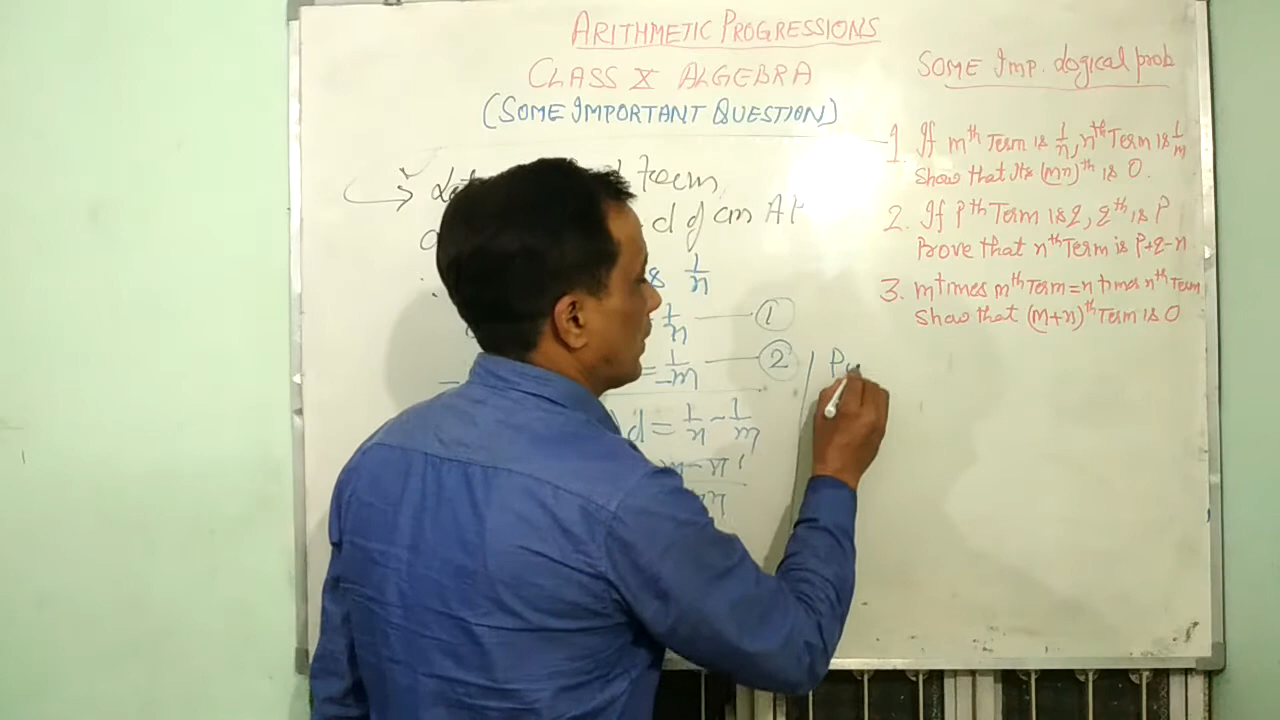 ARITHMETIC PROGRESSIONS
CLASS X ALGEBRA
(SOME IMPORTANT QUESTION)
term
d of an AP
∴ 1/n
1/n — (1)
= 1/m — (2)
d = 1/n - 1/m
m - n
mn
SOME Imp. Logical prob
1. If mth Term is 1/n, nth Term is 1/m
Show that Its (mn)th is 0.
2. If Pth Term is q, qth is P
Prove that nth Term is P+q-n
3. m times mth Term = n times nth Term
Show that (m+n)th Term is 0